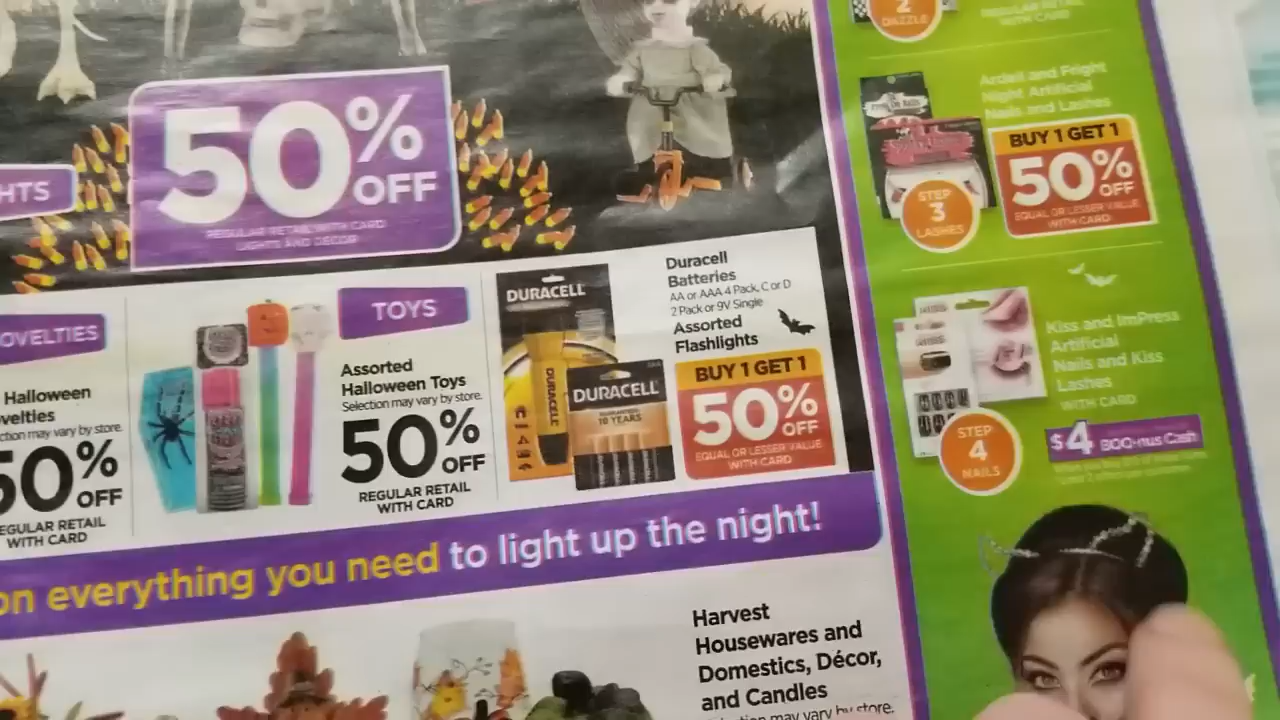 2
DAZZLE
REGULAR RETAIL
WITH CARD
HTS
50%
OFF
REGULAR RETAIL WITH CARD
LIGHTS AND DECOR
Ardell and Fright
Night Artificial
Nails and Lashes
BUY 1 GET 1
50%
OFF
EQUAL OR LESSER VALUE
WITH CARD
STEP
3
LASHES
OVELTIES
Halloween
velties
ction may vary by store.
50%
OFF
EGULAR RETAIL
WITH CARD
TOYS
Assorted
Halloween Toys
Selection may vary by store.
50%
OFF
REGULAR RETAIL
WITH CARD
DURACELL
DURACELL
DURACELL
10 YEARS
Duracell
Batteries
AA or AAA 4 Pack, C or D
2 Pack or 9V Single
Assorted
Flashlights
BUY 1 GET 1
50%
OFF
EQUAL OR LESSER VALUE
WITH CARD
KISS
Kiss and ImPress
Artificial
Nails and Kiss
Lashes
WITH CARD
$4 BOO-nus Cash
STEP
4
NAILS
on everything you need to light up the night!
Harvest
Housewares and
Domestics, Décor,
and Candles
ction may vary by store.